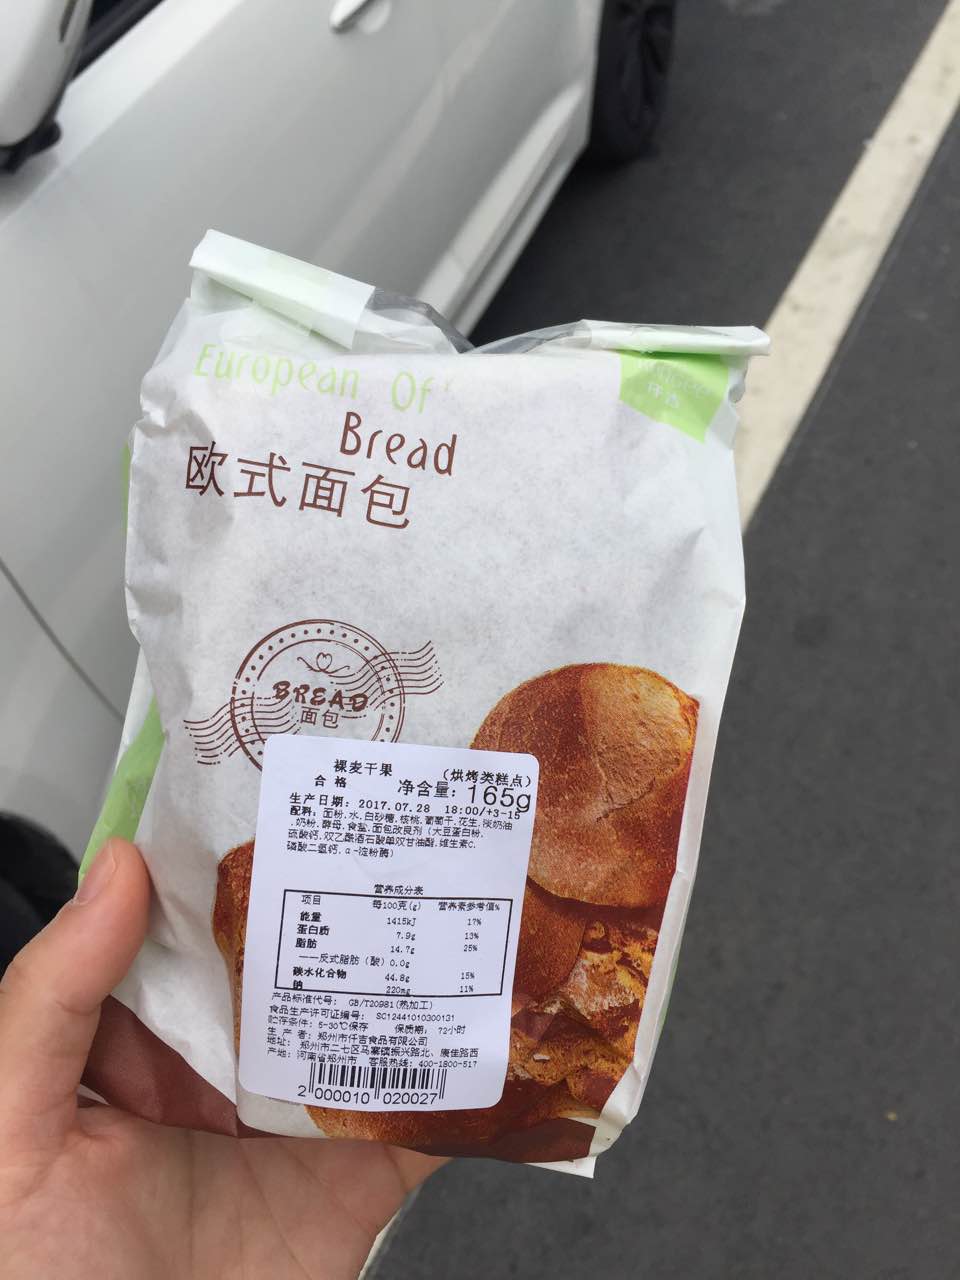 European Of
Bread
欧式面包
BREAD
面包
裸麦干果
(烘烤类糕点)
合格
净含量: 165g
生产日期: 2017.07.28 18:00/+3-15
配料: 面粉.水.白砂糖.核桃.葡萄干.花生.淡奶油
.奶粉.酵母.食盐.面包改良剂(大豆蛋白粉.
硫酸钙.双乙酰酒石酸单双甘油酯.维生素C.
磷酸二氢钙.α-淀粉酶)
营养成分表
项目 每100克(g) 营养素参考值%
能量 1415kJ 17%
蛋白质 7.9g 13%
脂肪 14.7g 25%
——反式脂肪(酸) 0.0g
碳水化合物 44.8g 15%
钠 220mg 11%
产品标准代号: GB/T20981(热加工)
食品生产许可证编号: SC12441010300131
贮存条件: 5-30℃保存 保质期: 72小时
生产者: 郑州市仟吉食品有限公司
地址: 郑州市二七区马寨镇振兴路北、康佳路西
产地: 河南省郑州市 客服热线: 400-1800-517
2 000010 020027